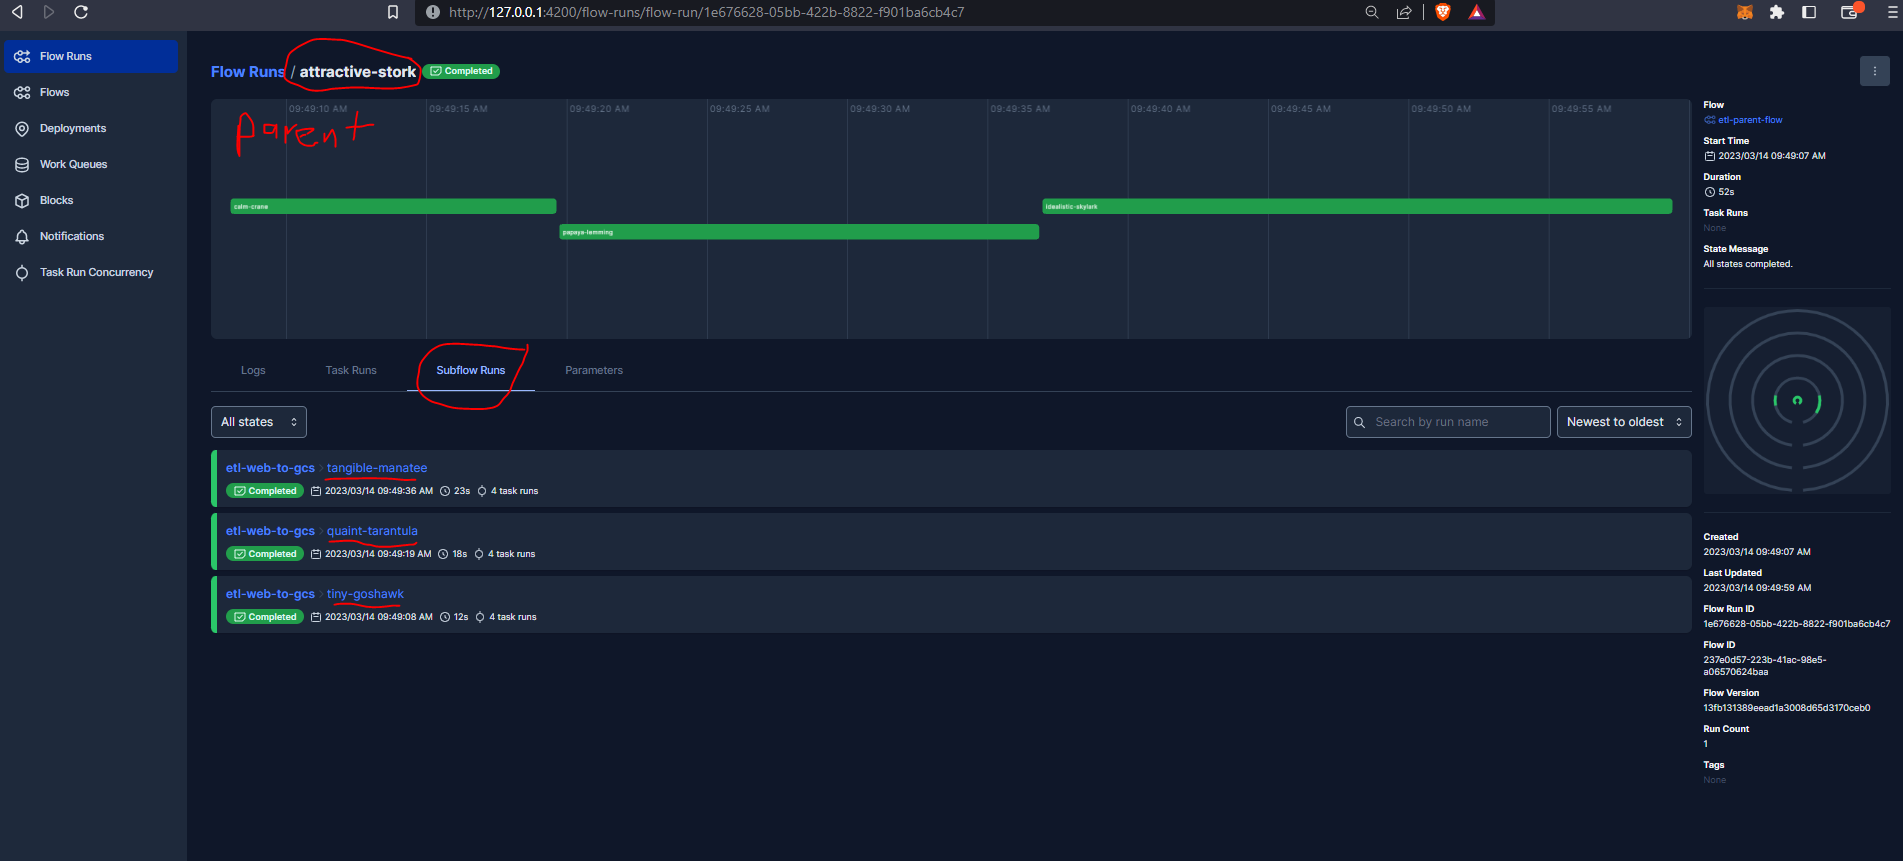 http://127.0.0.1:4200/flow-runs/flow-run/1e676628-05bb-422b-8822-f901ba6cb4c7
Flow Runs
Flows
Deployments
Work Queues
Blocks
Notifications
Task Run Concurrency
Flow Runs / attractive-stork Completed
09:49:10 AM 09:49:15 AM 09:49:20 AM 09:49:25 AM 09:49:30 AM 09:49:35 AM 09:49:40 AM 09:49:45 AM 09:49:50 AM 09:49:55 AM
Parent
calm-crane
idealistic-skylark
papaya-lemming
Logs Task Runs Subflow Runs Parameters
All states
Search by run name
Newest to oldest
etl-web-to-gcs › tangible-manatee
Completed 2023/03/14 09:49:36 AM 23s 4 task runs
etl-web-to-gcs › quaint-tarantula
Completed 2023/03/14 09:49:19 AM 18s 4 task runs
etl-web-to-gcs › tiny-goshawk
Completed 2023/03/14 09:49:08 AM 12s 4 task runs
Flow
etl-parent-flow
Start Time
2023/03/14 09:49:07 AM
Duration
52s
Task Runs
None
State Message
All states completed.
Created
2023/03/14 09:49:07 AM
Last Updated
2023/03/14 09:49:59 AM
Flow Run ID
1e676628-05bb-422b-8822-f901ba6cb4c7
Flow ID
237e0d57-223b-41ac-98e5-
a06570624baa
Flow Version
13fb131389eead1a3008d65d3170ceb0
Run Count
1
Tags
None